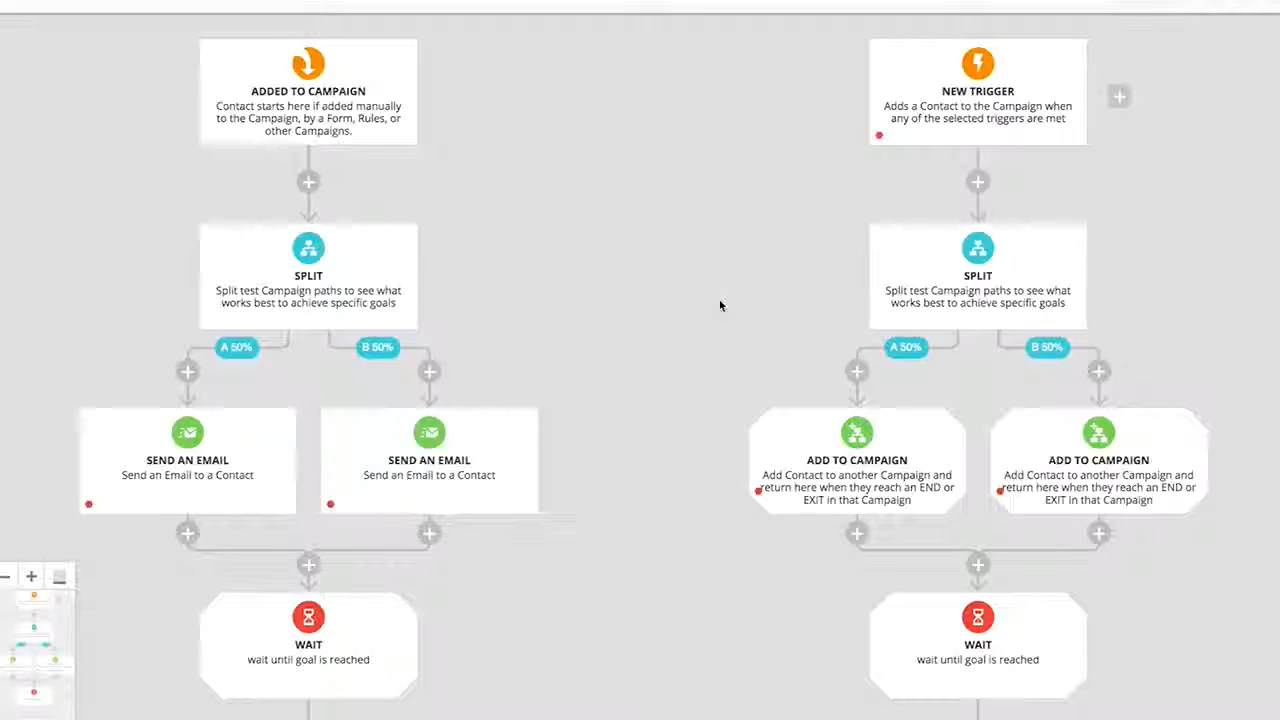 ADDED TO CAMPAIGN
Contact starts here if added manually
to the Campaign, by a Form, Rules, or
other Campaigns.
NEW TRIGGER
Adds a Contact to the Campaign when
any of the selected triggers are met
SPLIT
Split test Campaign paths to see what
works best to achieve specific goals
SPLIT
Split test Campaign paths to see what
works best to achieve specific goals
A 50%
B 50%
A 50%
B 50%
SEND AN EMAIL
Send an Email to a Contact
SEND AN EMAIL
Send an Email to a Contact
ADD TO CAMPAIGN
Add Contact to another Campaign and
return here when they reach an END or
EXIT in that Campaign
ADD TO CAMPAIGN
Add Contact to another Campaign and
return here when they reach an END or
EXIT in that Campaign
WAIT
wait until goal is reached
WAIT
wait until goal is reached